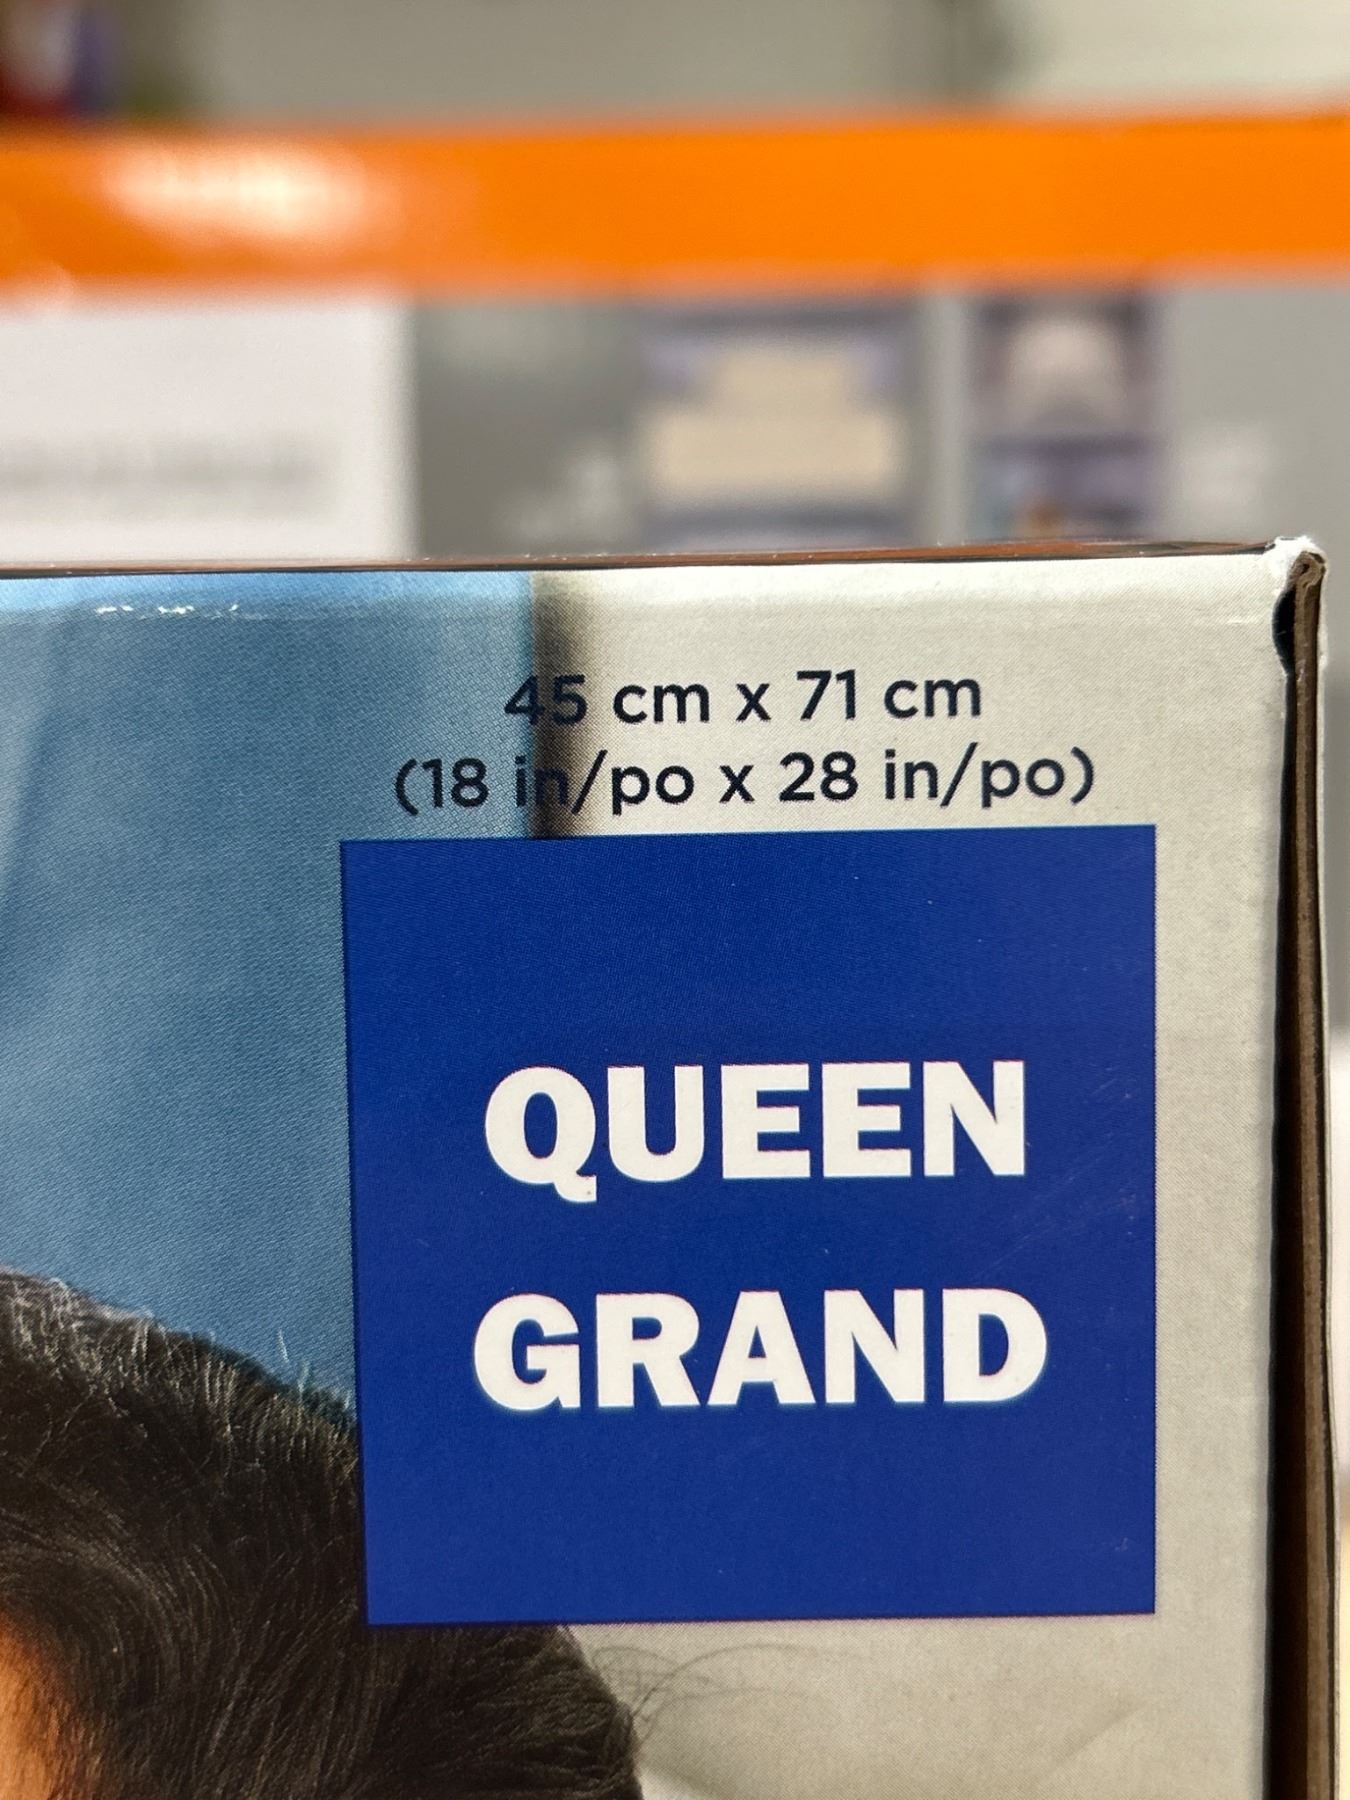 45 cm x 71 cm
(18 in/po x 28 in/po)
QUEEN
GRAND